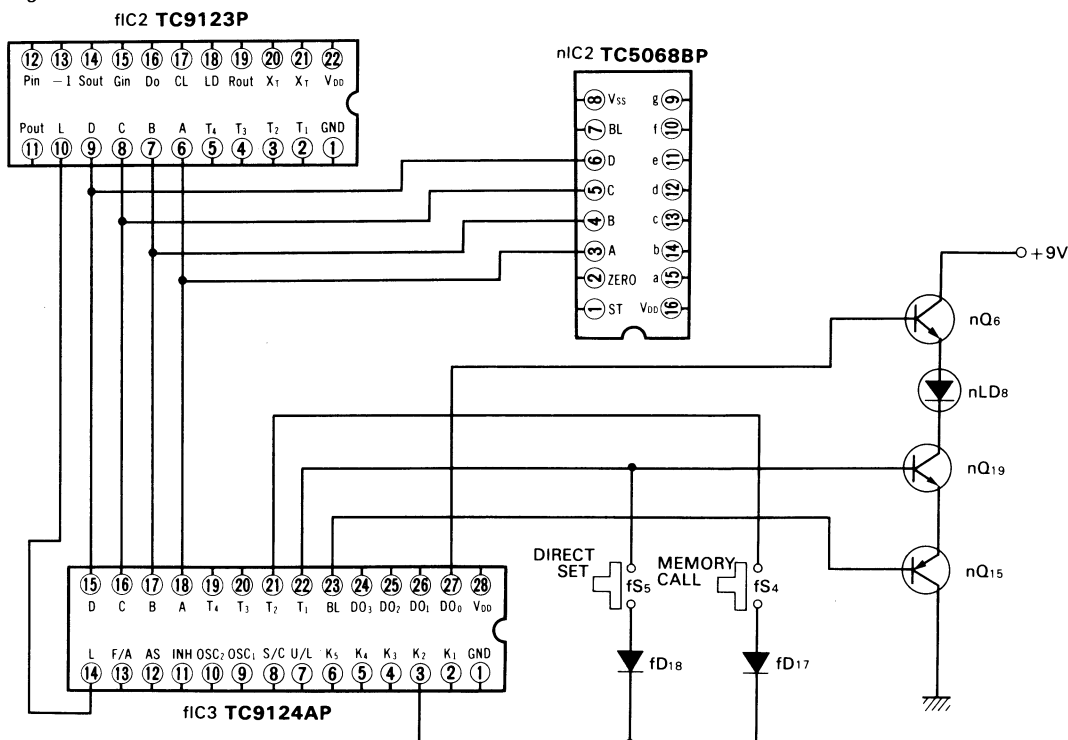 fIC2 TC9123P
12 13 14 15 16 17 18 19 20 21 22
Pin −1 Sout Gin Do CL LD Rout XT XT VDD
Pout L D C B A T4 T3 T2 T1 GND
11 10 9 8 7 6 5 4 3 2 1
nIC2 TC5068BP
8 VSS g 9
7 BL f 10
6 D e 11
5 C d 12
4 B c 13
3 A b 14
2 ZERO a 15
1 ST VDD 16
+9V
nQ6
nLD8
nQ19
nQ15
DIRECT
SET
fS5
MEMORY
CALL
fS4
fD18
fD17
15 16 17 18 19 20 21 22 23 24 25 26 27 28
D C B A T4 T3 T2 T1 BL DO3 DO2 DO1 DO0 VDD
L F/A AS INH OSC2 OSC1 S/C U/L K5 K4 K3 K2 K1 GND
14 13 12 11 10 9 8 7 6 5 4 3 2 1
fIC3 TC9124AP